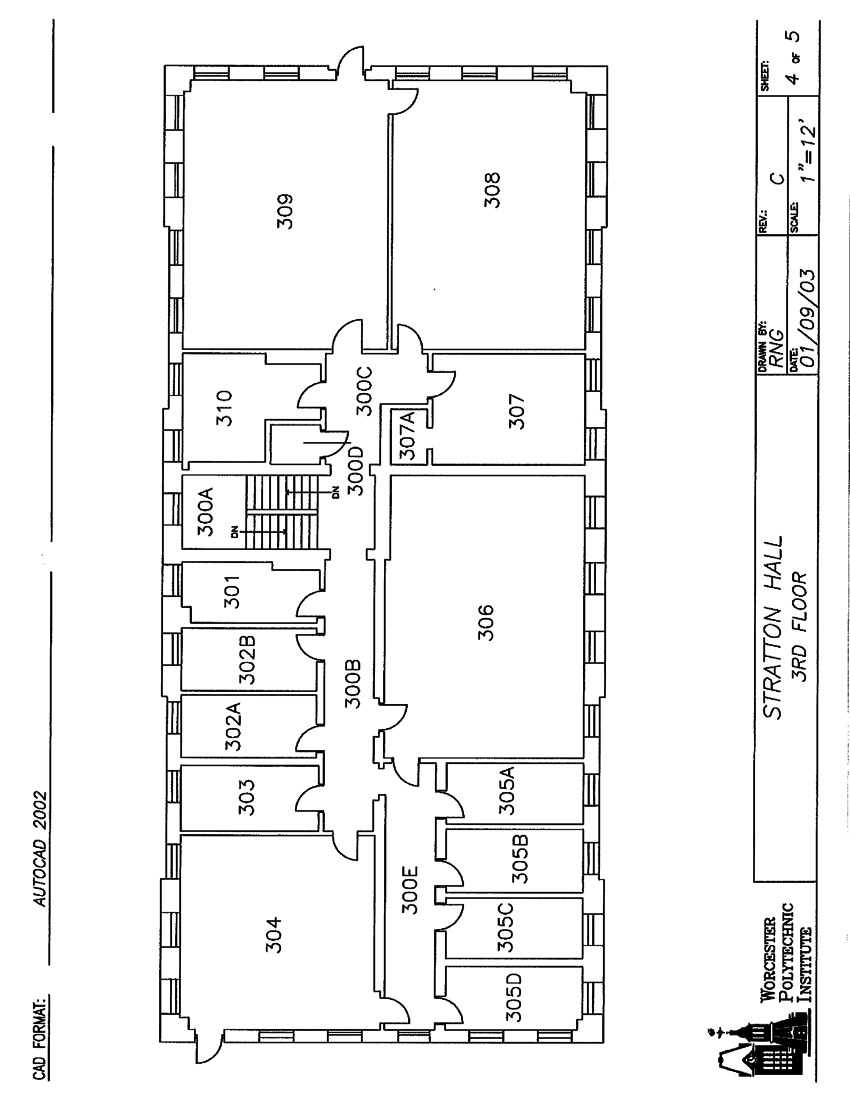 CAD FORMAT: AUTOCAD 2002
304
303
302A
302B
301
300A
DN
DN
310
309
300B
300D
300C
300E
306
307A
307
308
305D
305C
305B
305A
WORCESTER
POLYTECHNIC
INSTITUTE
STRATTON HALL
3RD FLOOR
DRAWN BY:
RNG
DATE:
01/09/03
REV.:
C
SCALE:
1"=12'
SHEET:
4 OF 5